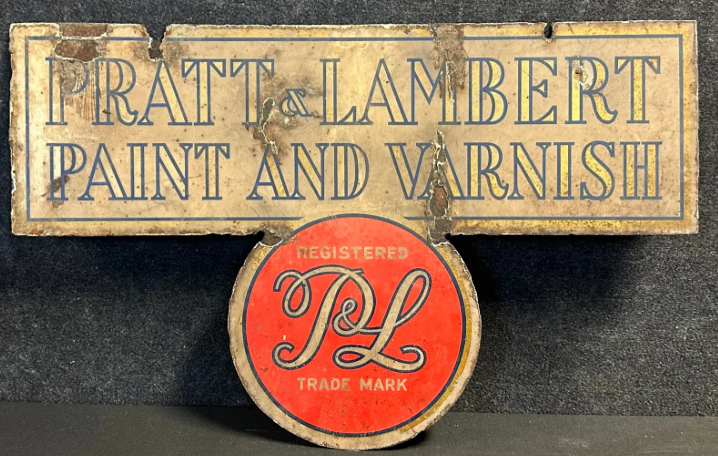 PRATT & LAMBERT
PAINT AND VARNISH
REGISTERED
P&L
TRADE MARK